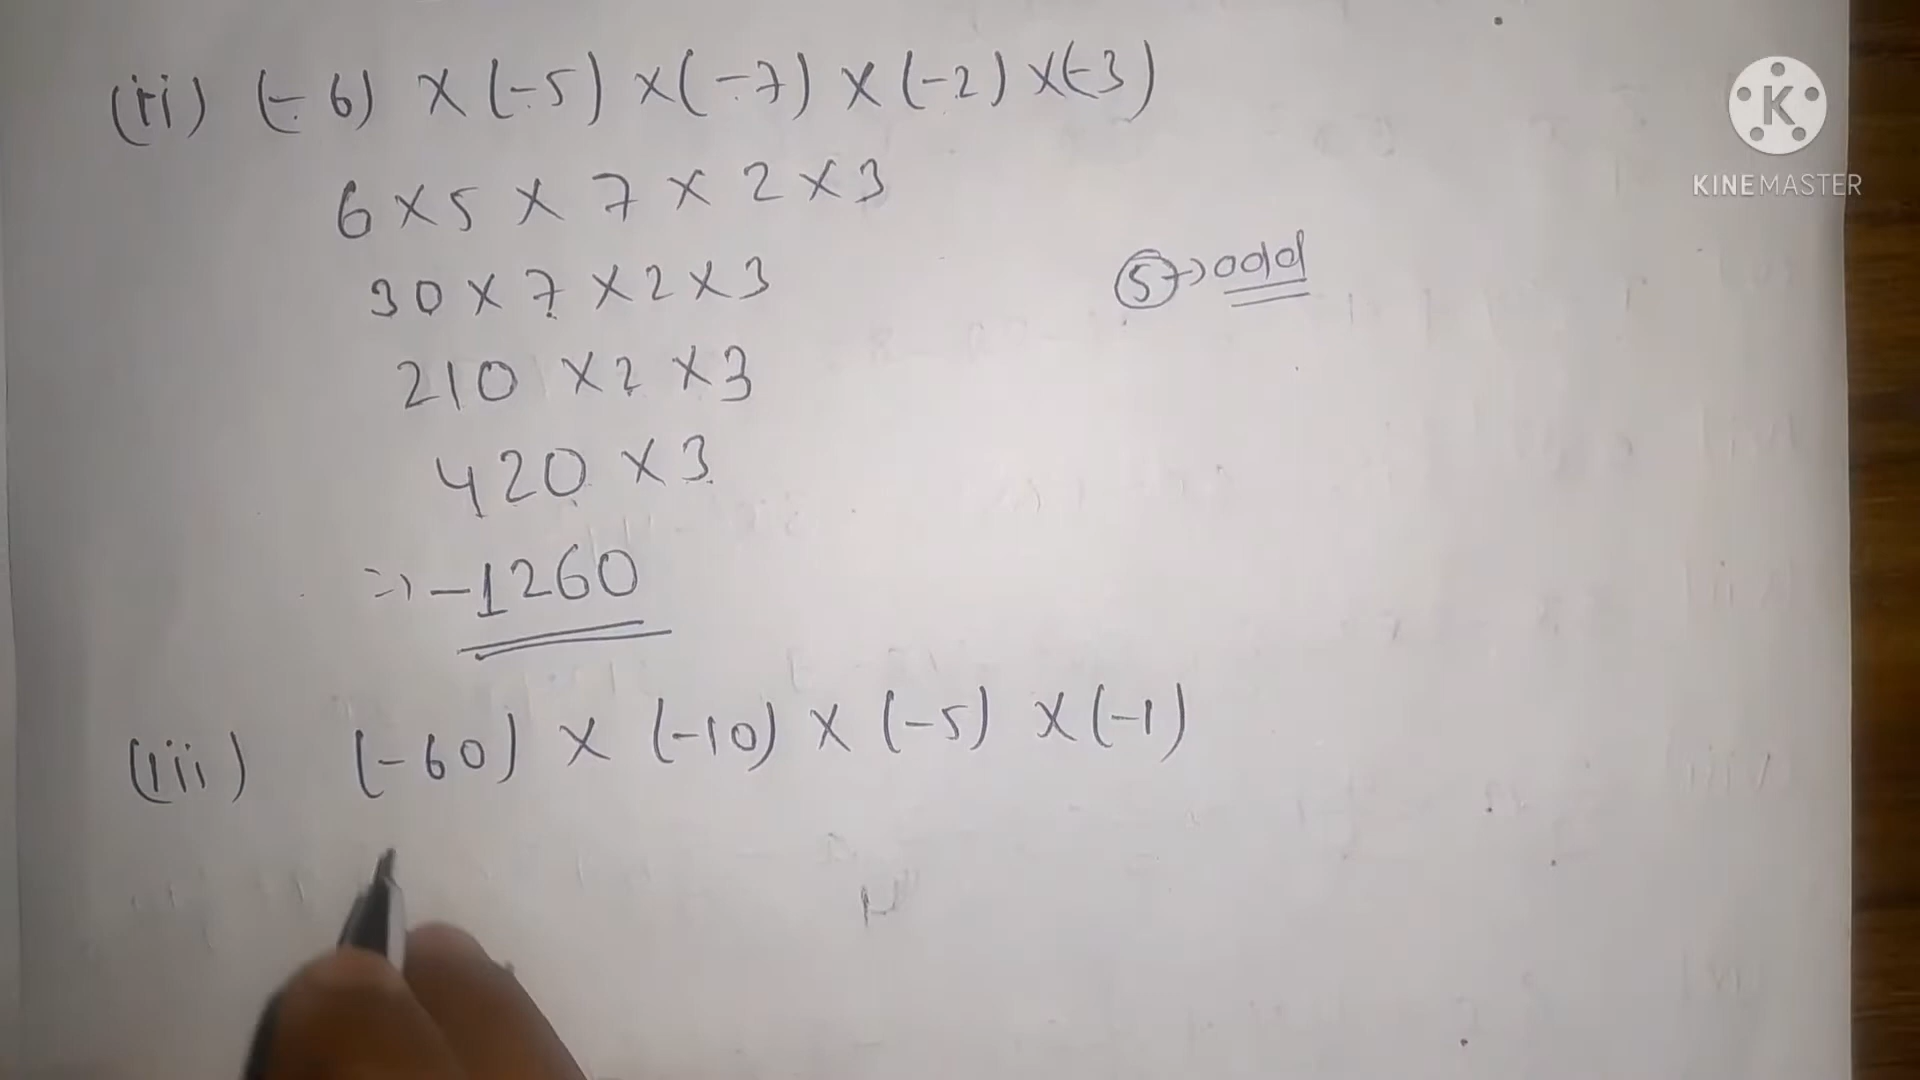 (ii) (-6) × (-5) × (-7) × (-2) × (-3)
6 × 5 × 7 × 2 × 3
30 × 7 × 2 × 3
5 → odd
210 × 2 × 3
420 × 3
⇒ -1260
(iii) (-60) × (-10) × (-5) × (-1)
K
KINEMASTER